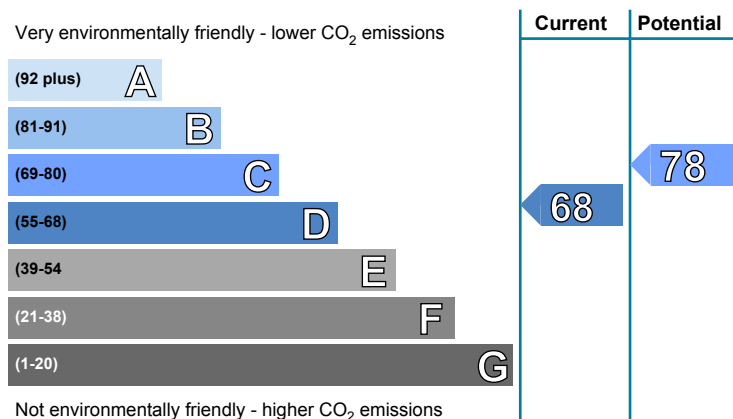 Very environmentally friendly - lower CO2 emissions
Current
Potential
(92 plus) A
(81-91) B
(69-80) C
78
(55-68) D
68
(39-54 E
(21-38) F
(1-20) G
Not environmentally friendly - higher CO2 emissions